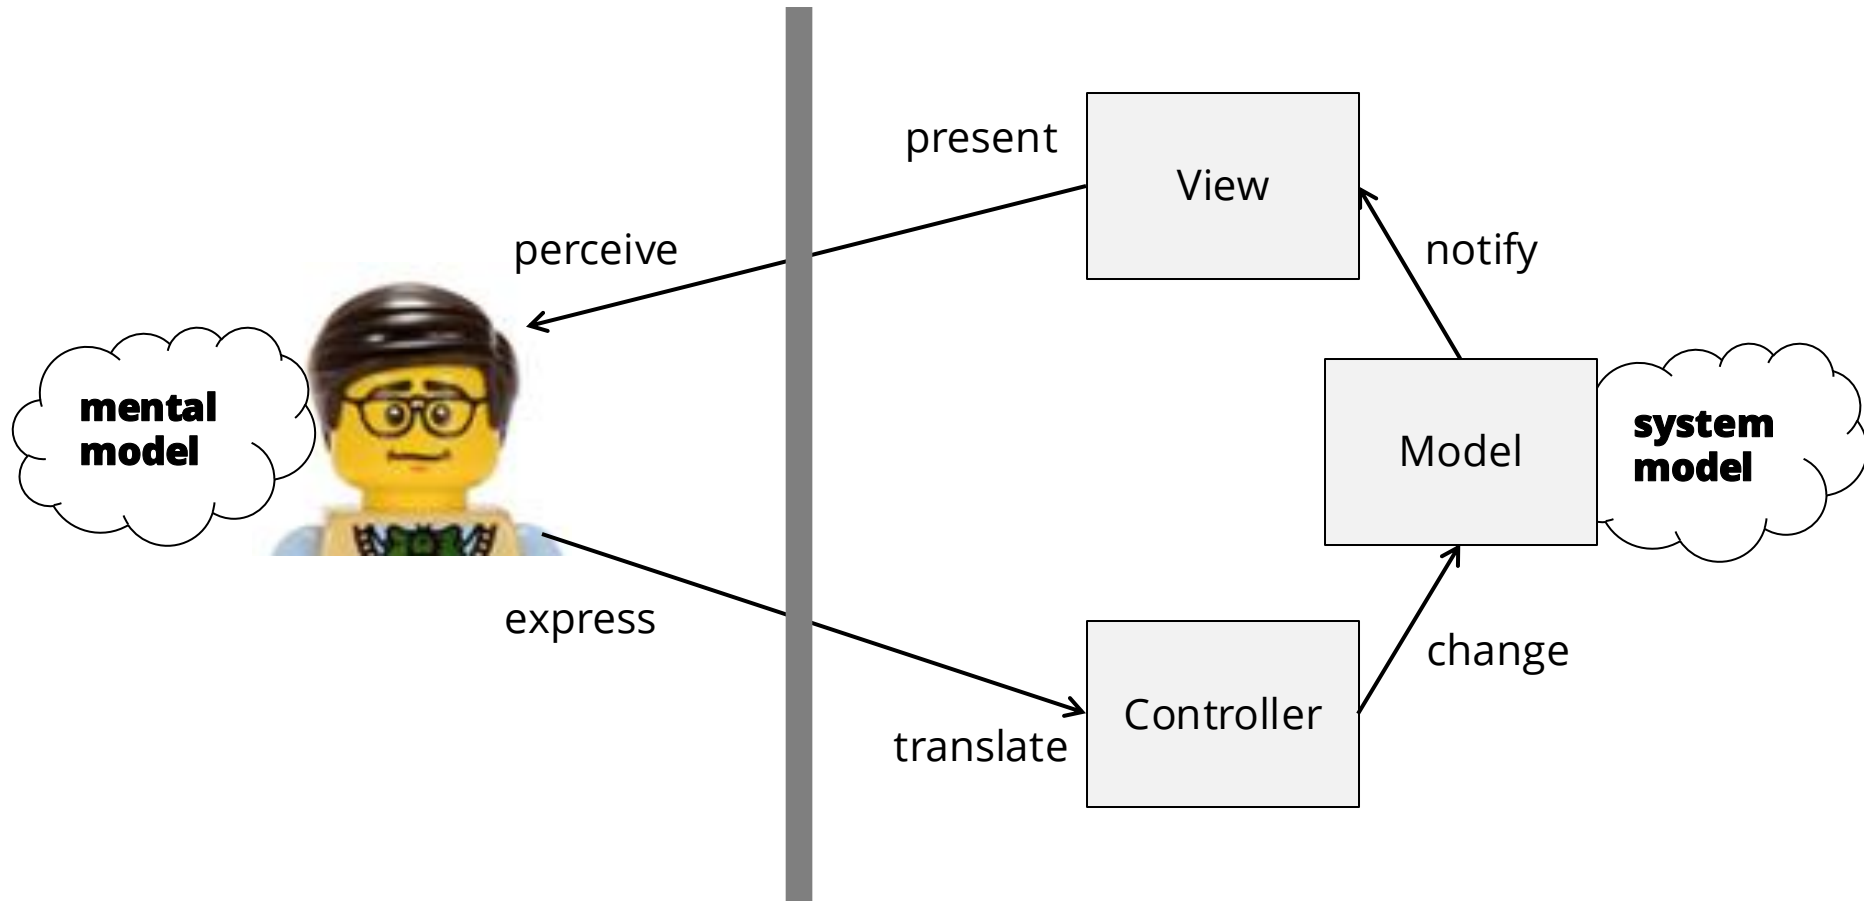 present
View
perceive
notify
mental
model
Model
system
model
express
change
translate
Controller